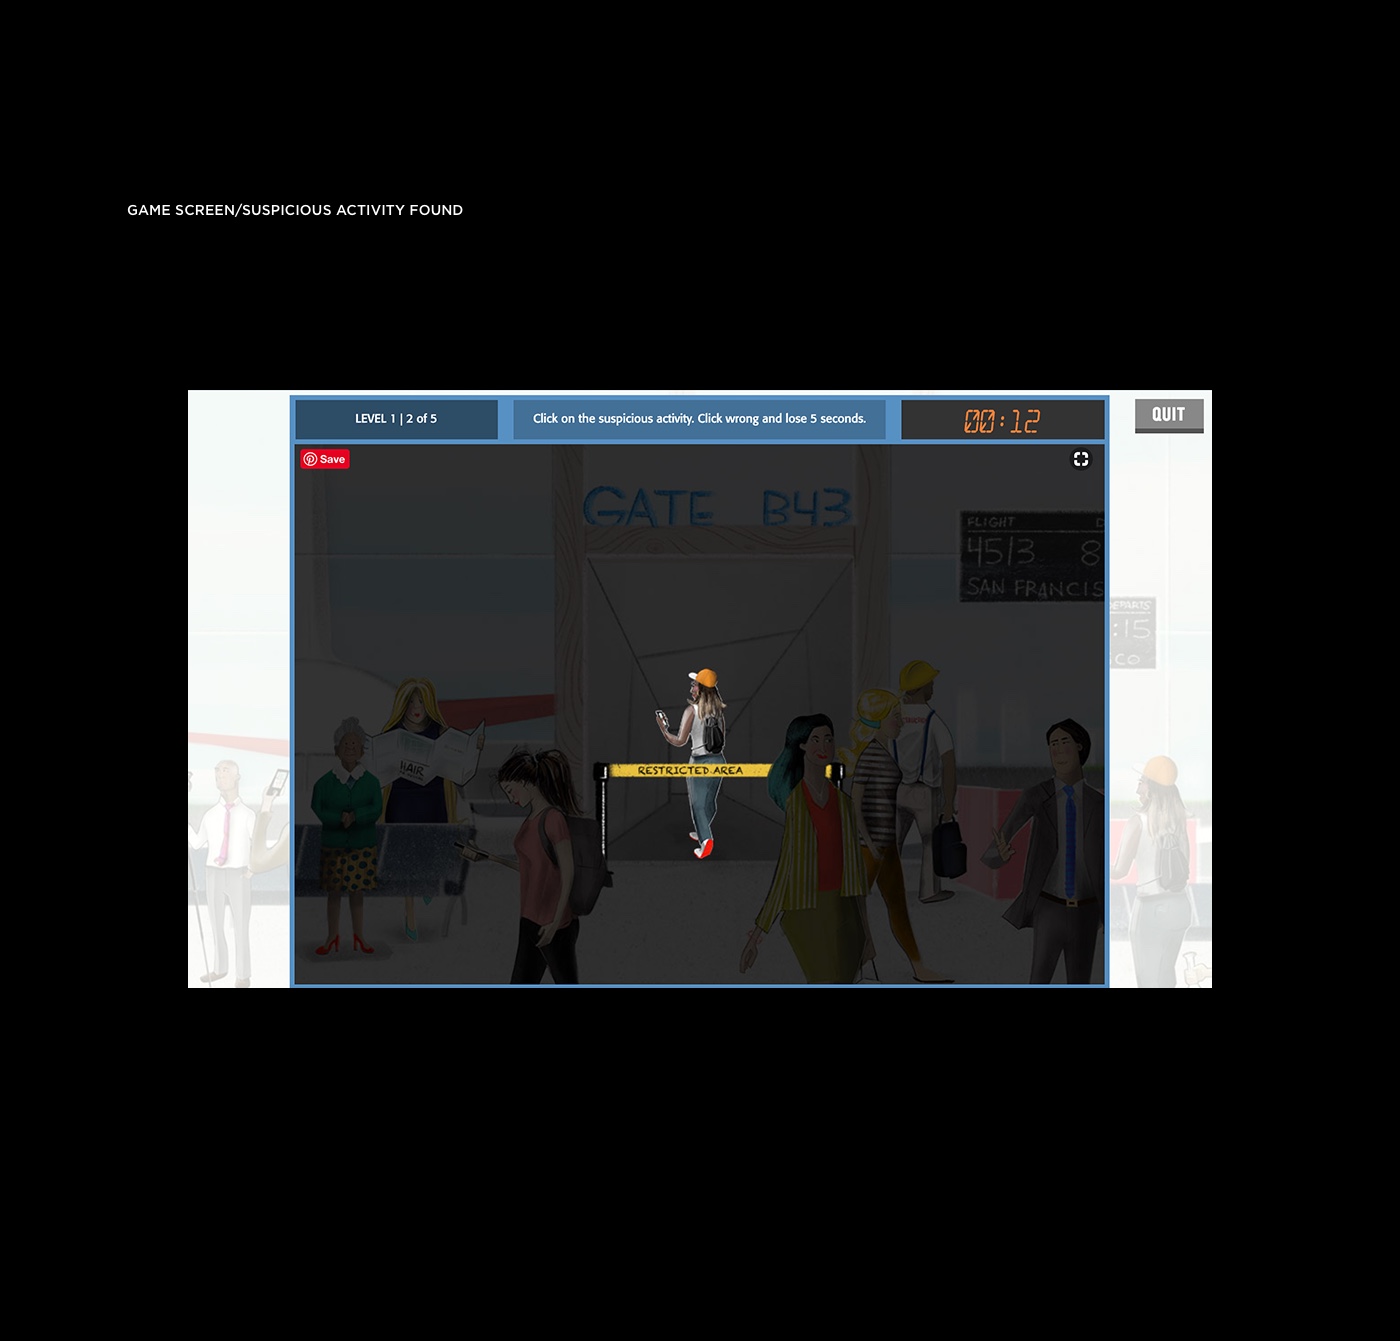 GAME SCREEN/SUSPICIOUS ACTIVITY FOUND
LEVEL 1 | 2 of 5
Click on the suspicious activity. Click wrong and lose 5 seconds.
00:12
QUIT
Save
GATE B43
FLIGHT D
4513 8
SAN FRANCIS
EPARTS
:15
CO
HAIR
RESTRICTED AREA